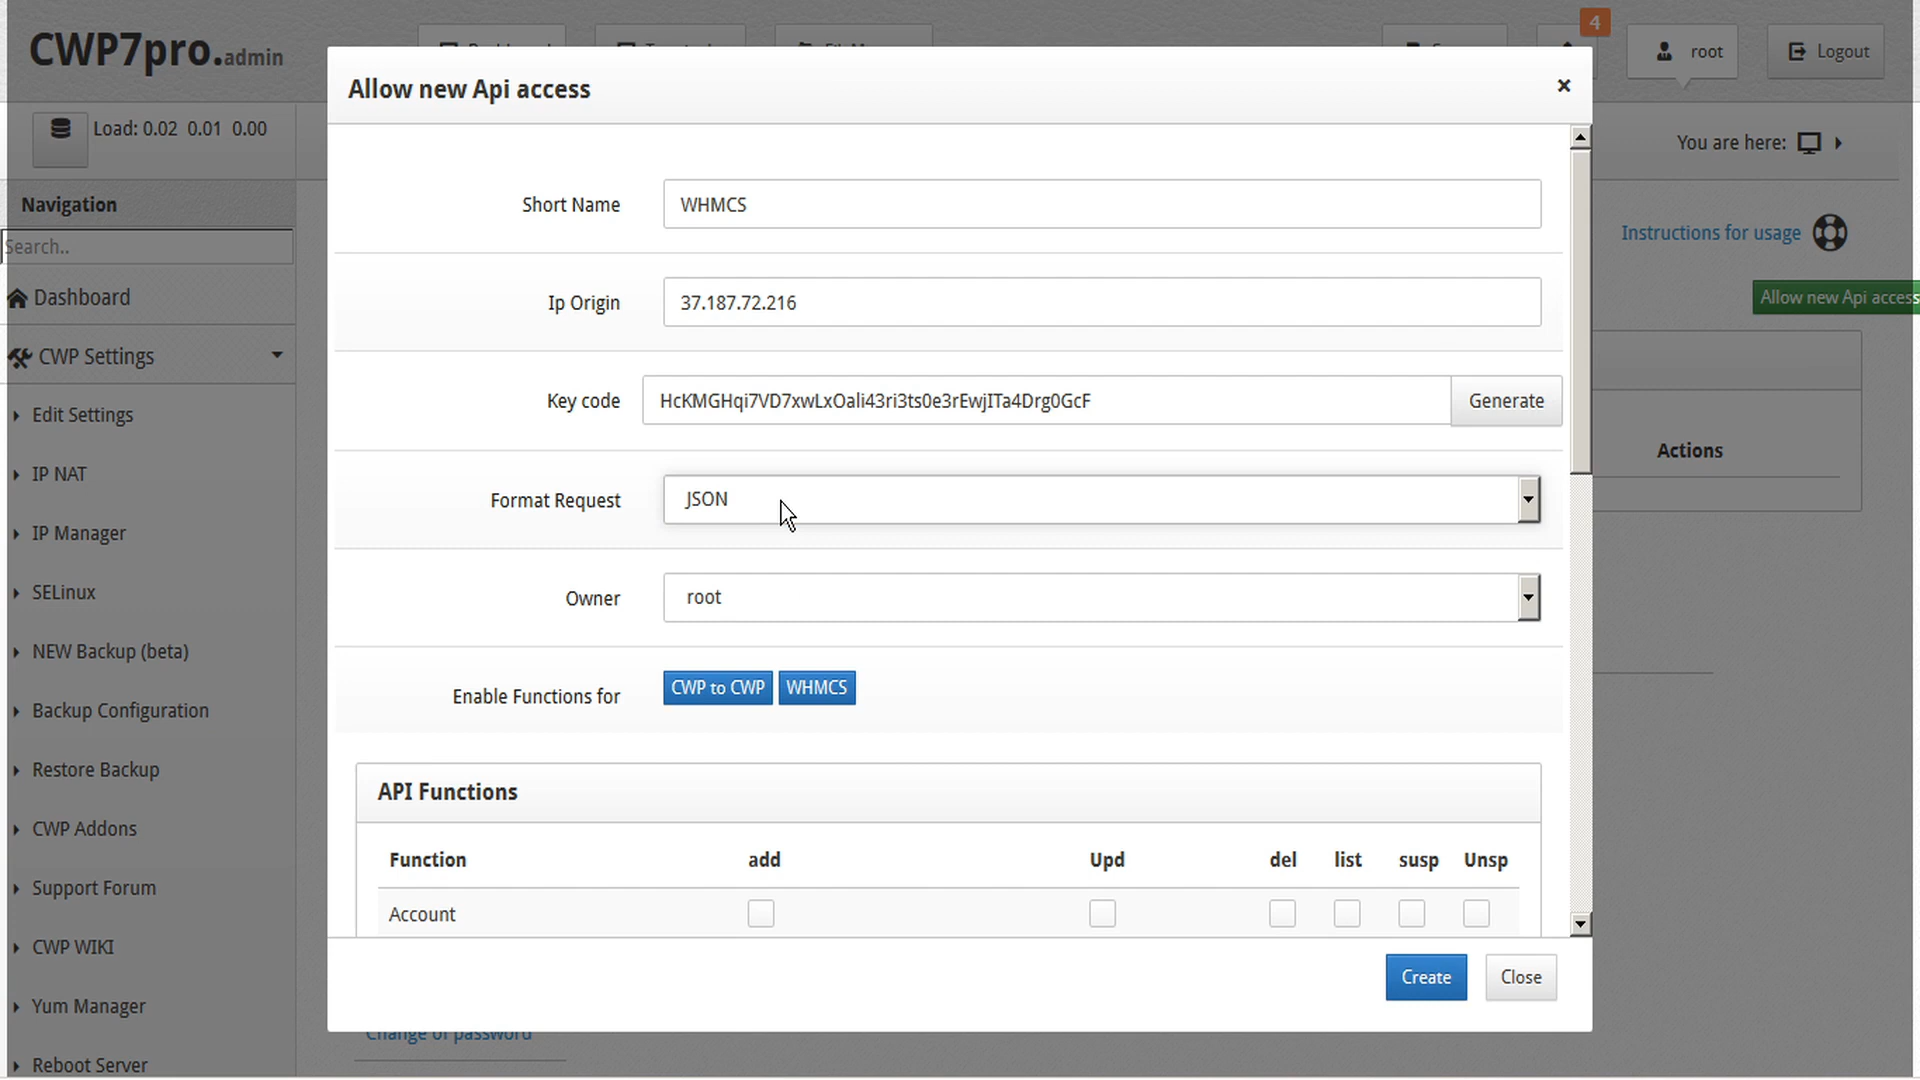 CWP7pro.admin
4
root
Logout
Load: 0.02 0.01 0.00
You are here:
Navigation
Search..
Instructions for usage
Dashboard
Allow new Api access
CWP Settings
Edit Settings
IP NAT
IP Manager
SELinux
NEW Backup (beta)
Backup Configuration
Restore Backup
CWP Addons
Support Forum
CWP WIKI
Yum Manager
Reboot Server
Actions
Allow new Api access
×
Short Name
WHMCS
Ip Origin
37.187.72.216
Key code
HcKMGHqi7VD7xwLxOali43ri3ts0e3rEwjITa4Drg0GcF
Generate
Format Request
JSON
Owner
root
Enable Functions for
CWP to CWP
WHMCS
API Functions
Function add Upd del list susp Unsp
Account
Create
Close
Change of password